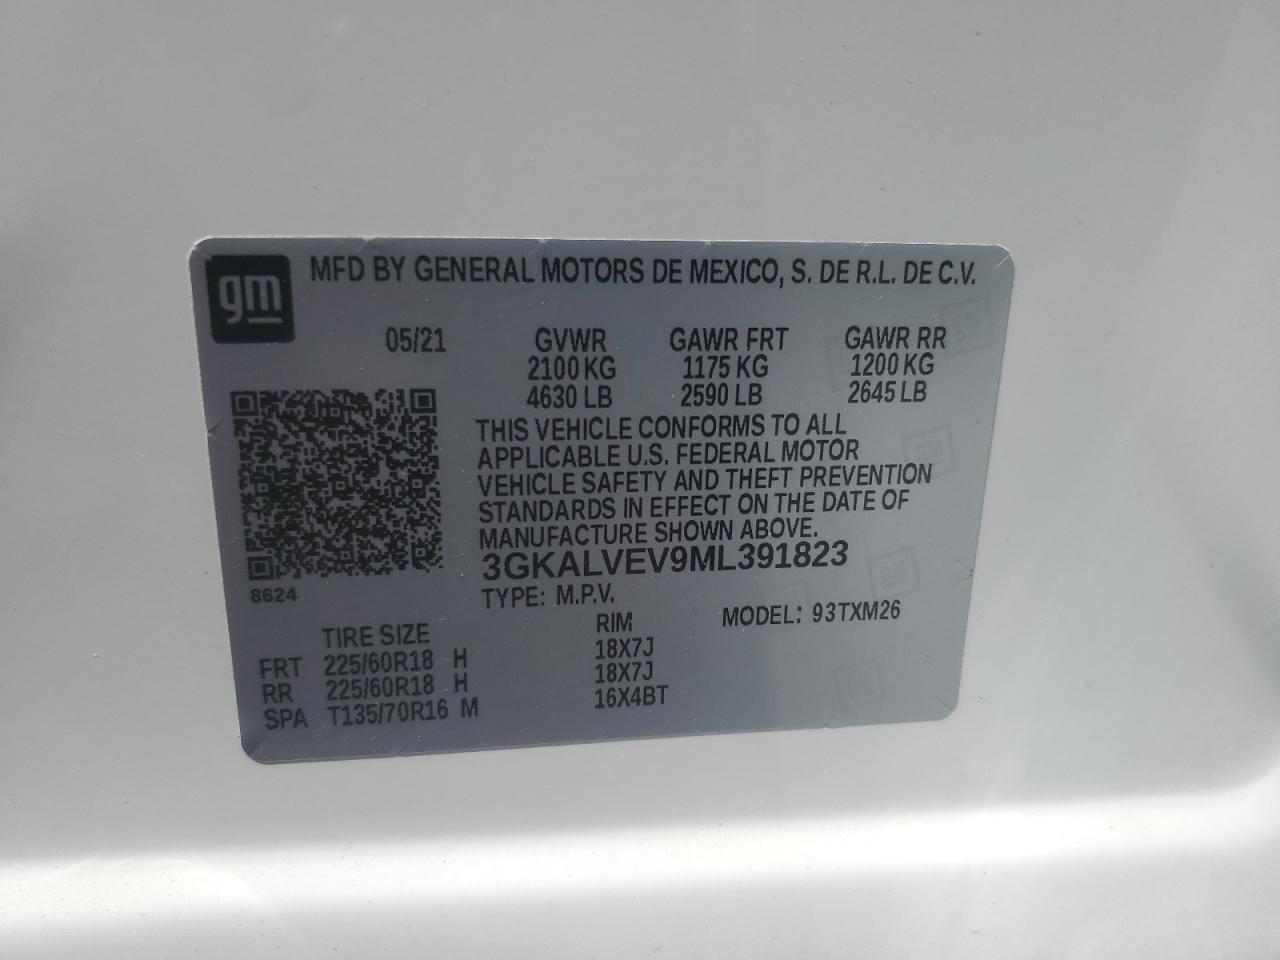 gm
MFD BY GENERAL MOTORS DE MEXICO, S. DE R.L. DE C.V.
05/21 GVWR GAWR FRT GAWR RR
2100 KG 1175 KG 1200 KG
4630 LB 2590 LB 2645 LB
THIS VEHICLE CONFORMS TO ALL
APPLICABLE U.S. FEDERAL MOTOR
VEHICLE SAFETY AND THEFT PREVENTION
STANDARDS IN EFFECT ON THE DATE OF
MANUFACTURE SHOWN ABOVE.
3GKALVEV9ML391823
8624
TYPE: M.P.V. MODEL: 93TXM26
TIRE SIZE RIM
FRT 225/60R18 H 18X7J
RR 225/60R18 H 18X7J
SPA T135/70R16 M 16X4BT